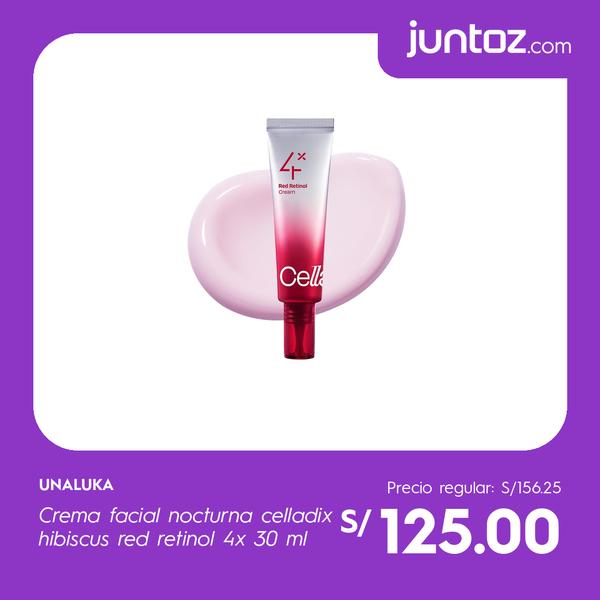 juntoz.com
4x
Red Retinol
Cream
Cella
UNALUKA
Precio regular: S/156.25
Crema facial nocturna celladix
hibiscus red retinol 4x 30 ml
S/ 125.00